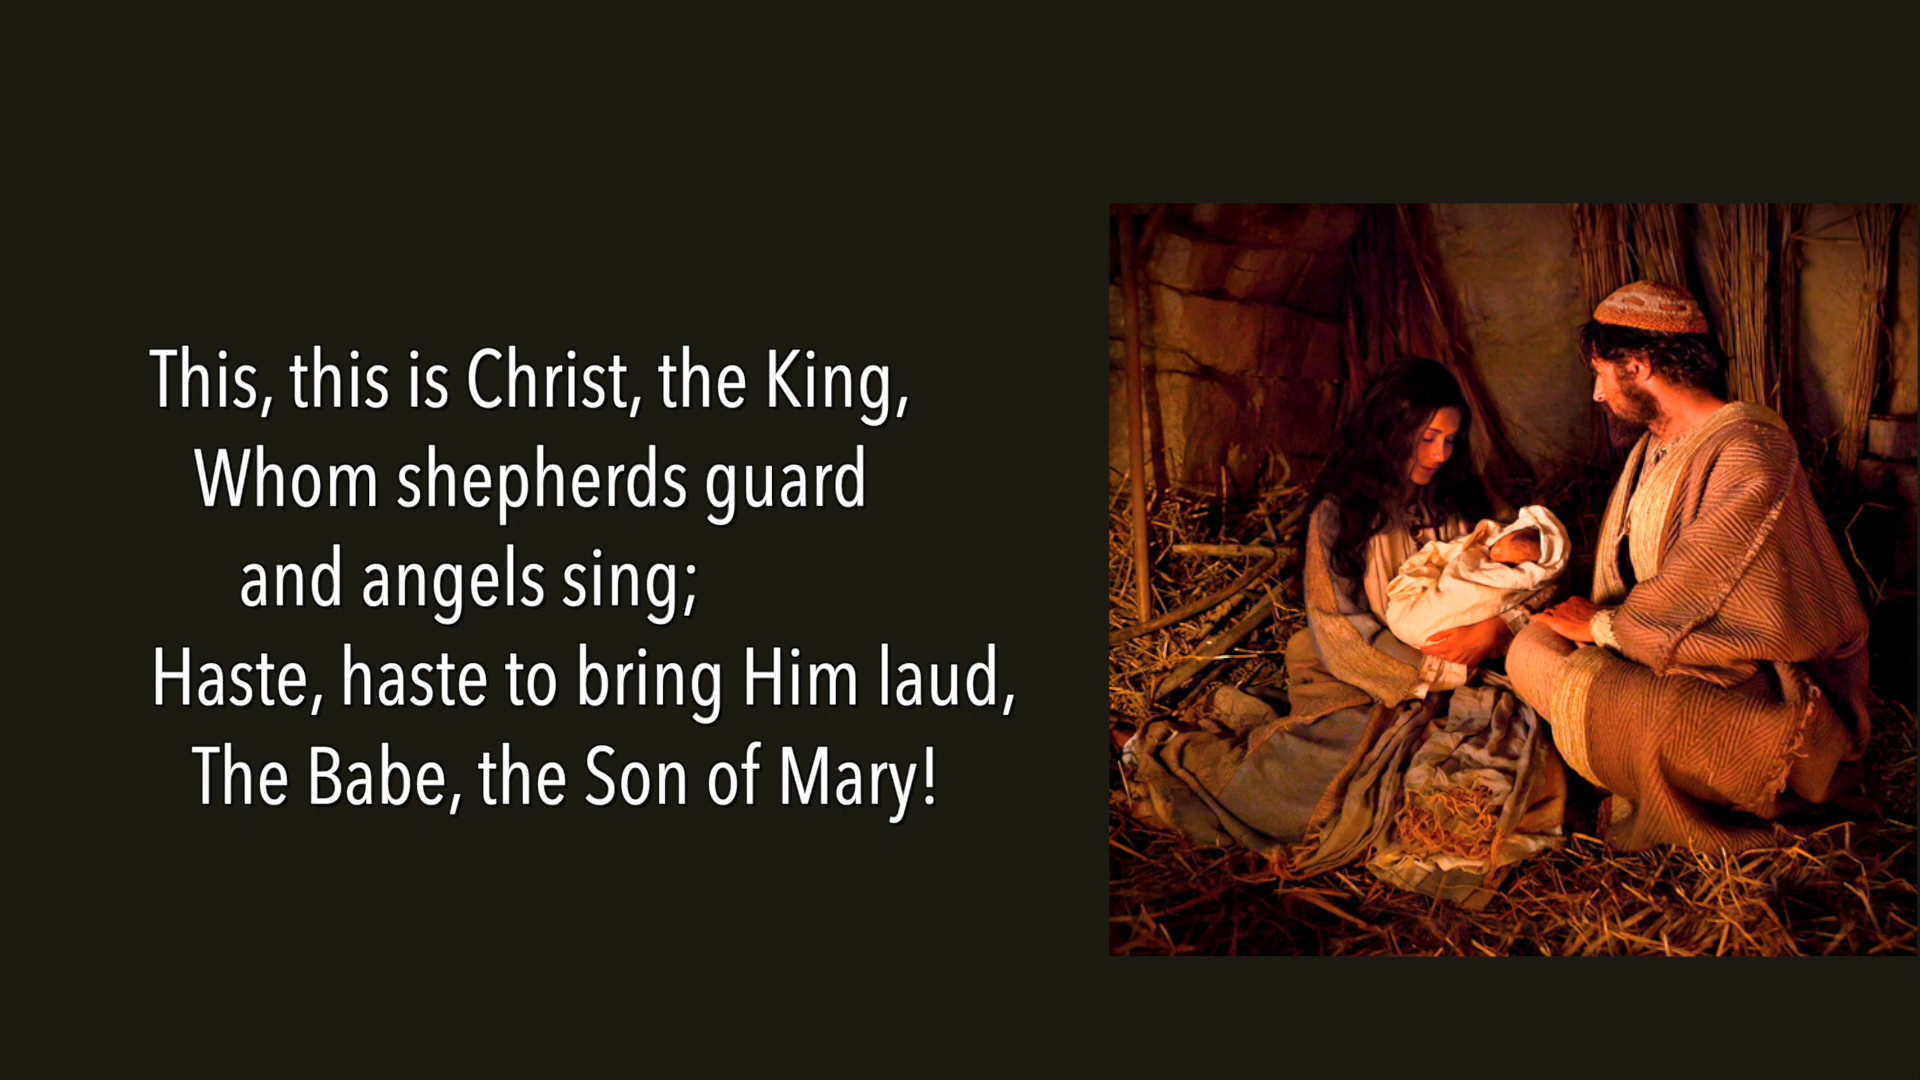 This, this is Christ, the King,
Whom shepherds guard
and angels sing;
Haste, haste to bring Him laud,
The Babe, the Son of Mary!